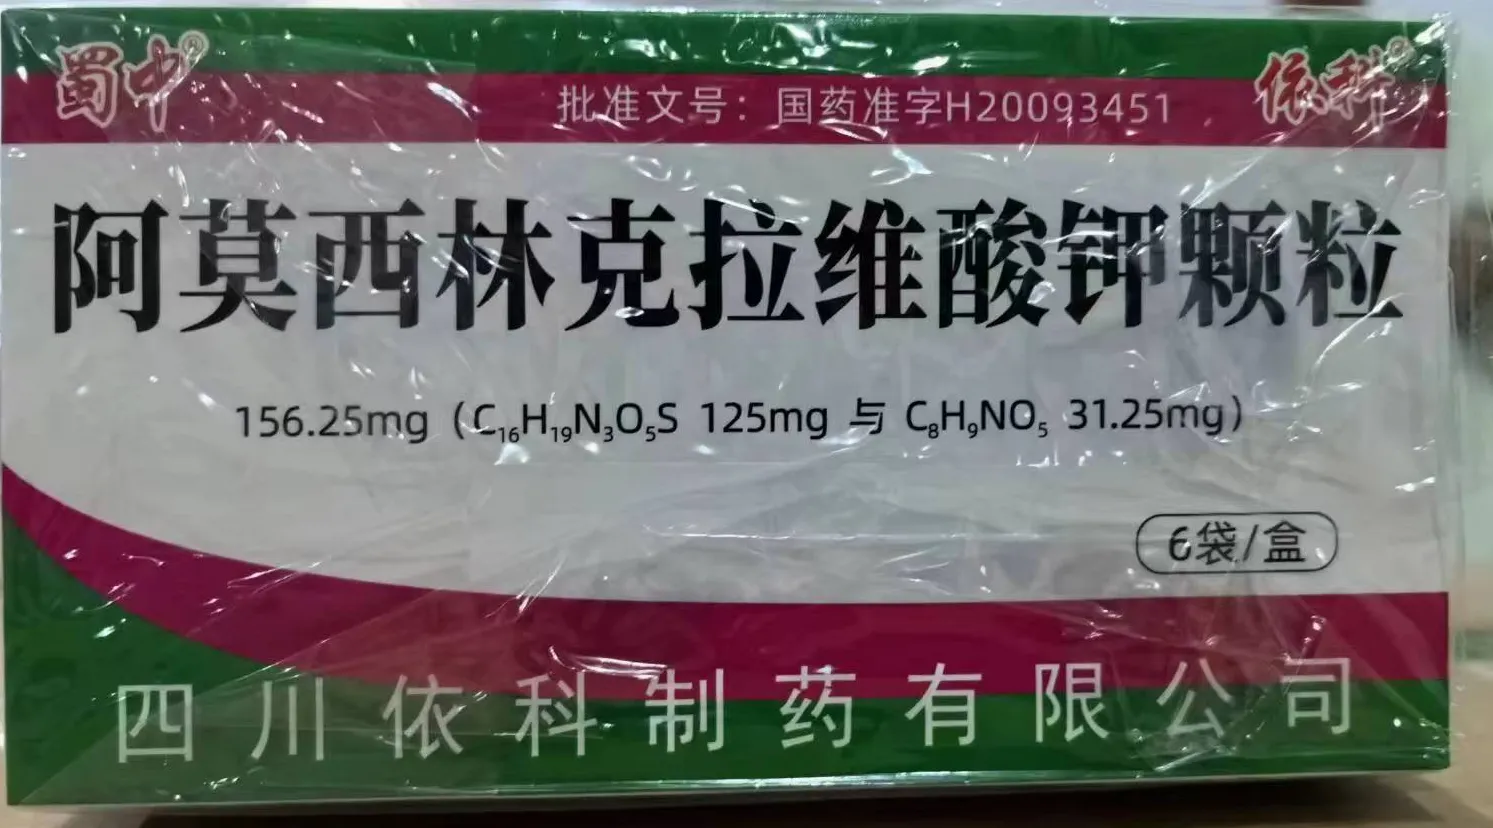 蜀中®
批准文号：国药准字H20093451
依科®
阿莫西林克拉维酸钾颗粒
156.25mg（C₁₆H₁₉N₃O₅S 125mg 与 C₈H₉NO₅ 31.25mg）
6袋/盒
四川依科制药有限公司